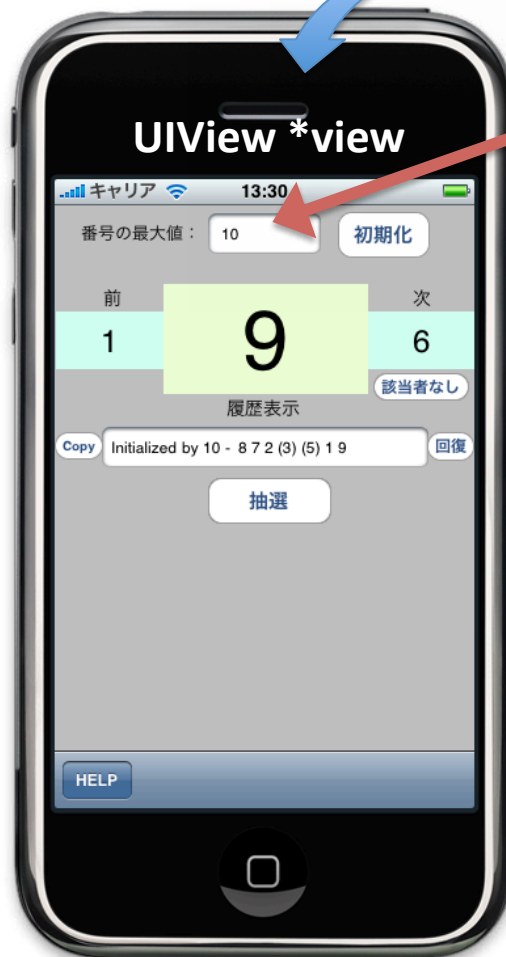 UIView *view
キャリア 13:30
番号の最大値： 10 初期化
前 次
1 9 6
該当者なし
履歴表示
Copy Initialized by 10 - 8 7 2 (3) (5) 1 9 回復
抽選
HELP